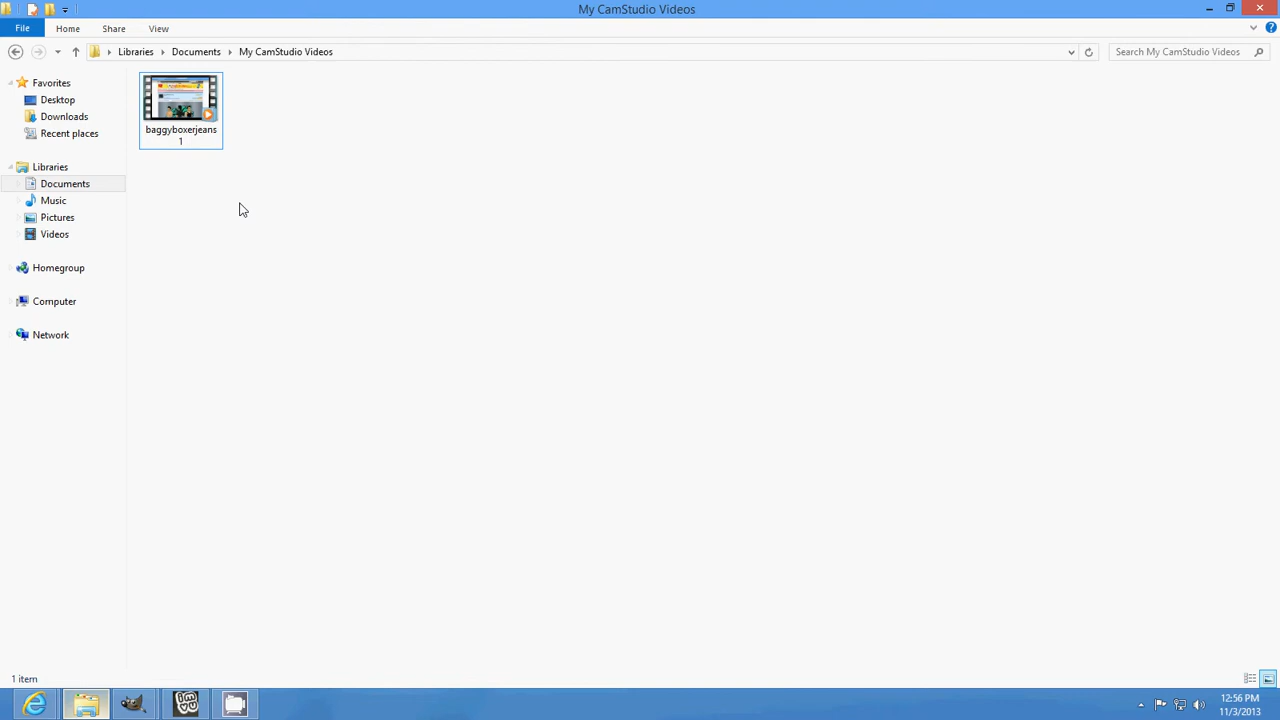 My CamStudio Videos
File Home Share View
Libraries Documents My CamStudio Videos
Search My CamStudio Videos
Favorites
Desktop
Downloads
Recent places
Libraries
Documents
Music
Pictures
Videos
Homegroup
Computer
Network
baggyboxerjeans
1
1 item
12:56 PM
11/3/2013